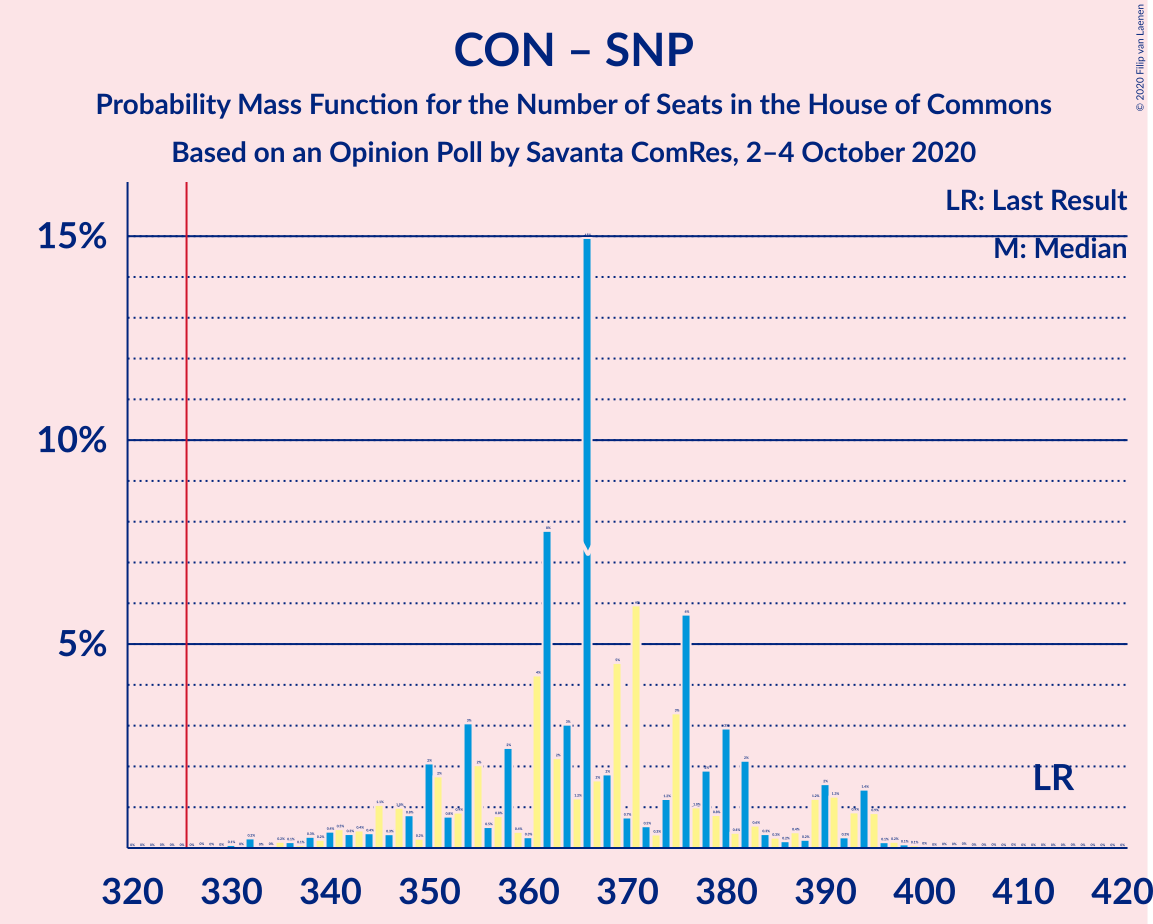 CON – SNP
Probability Mass Function for the Number of Seats in the House of Commons
Based on an Opinion Poll by Savanta ComRes, 2–4 October 2020
© 2020 Filip van Laenen
LR: Last Result
M: Median
15%
10%
5%
LR
320 330 340 350 360 370 380 390 400 410 420